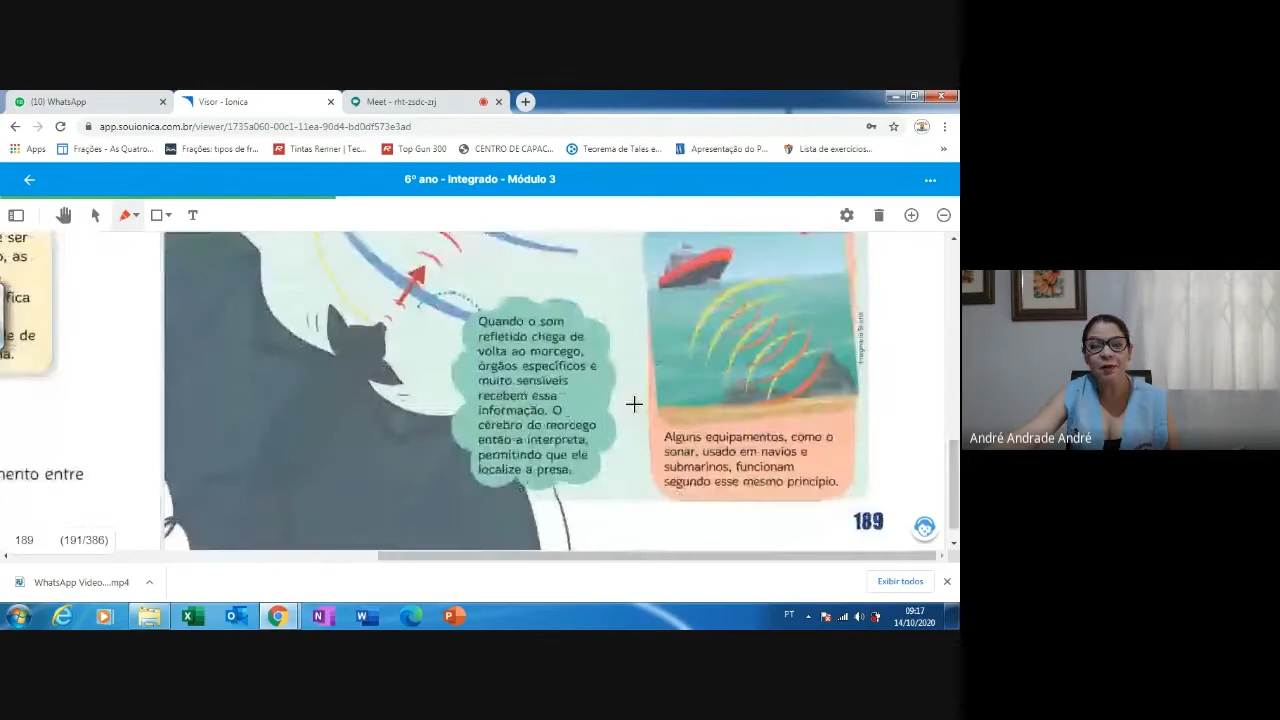 (10) WhatsApp
Visor - Ionica
Meet - rht-zsdc-zrj
app.souionica.com.br/viewer/1735a060-00c1-11ea-90d4-bd0df573e3ad
Apps
Frações - As Quatro...
Frações: tipos de fr...
Tintas Renner | Tec...
Top Gun 300
CENTRO DE CAPAC...
Teorema de Tales e...
Apresentação do P...
Lista de exercícios...
»
6º ano - Integrado - Módulo 3
T
ser
o, as
fica
e de
a.
Quando o som
refletido chega de
volta ao morcego,
órgãos específicos e
muito sensíveis
recebem essa
informação. O
cérebro do morcego
então a interpreta,
permitindo que ele
localize a presa.
Alguns equipamentos, como o
sonar, usado em navios e
submarinos, funcionam
segundo esse mesmo princípio.
mento entre
189
189 (191/386)
WhatsApp Video....mp4
Exibir todos
PT
09:17
14/10/2020
André Andrade André